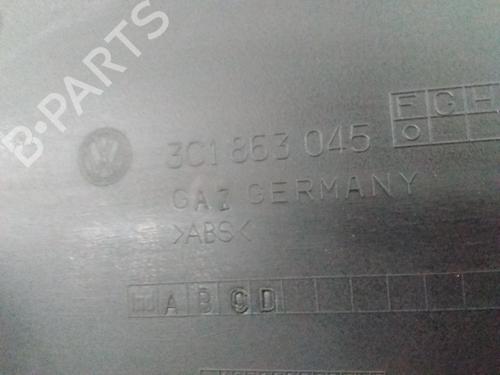 B-PARTS
F G H
3C1 863 045
GAZ GERMANY
>ABS<
A B C D